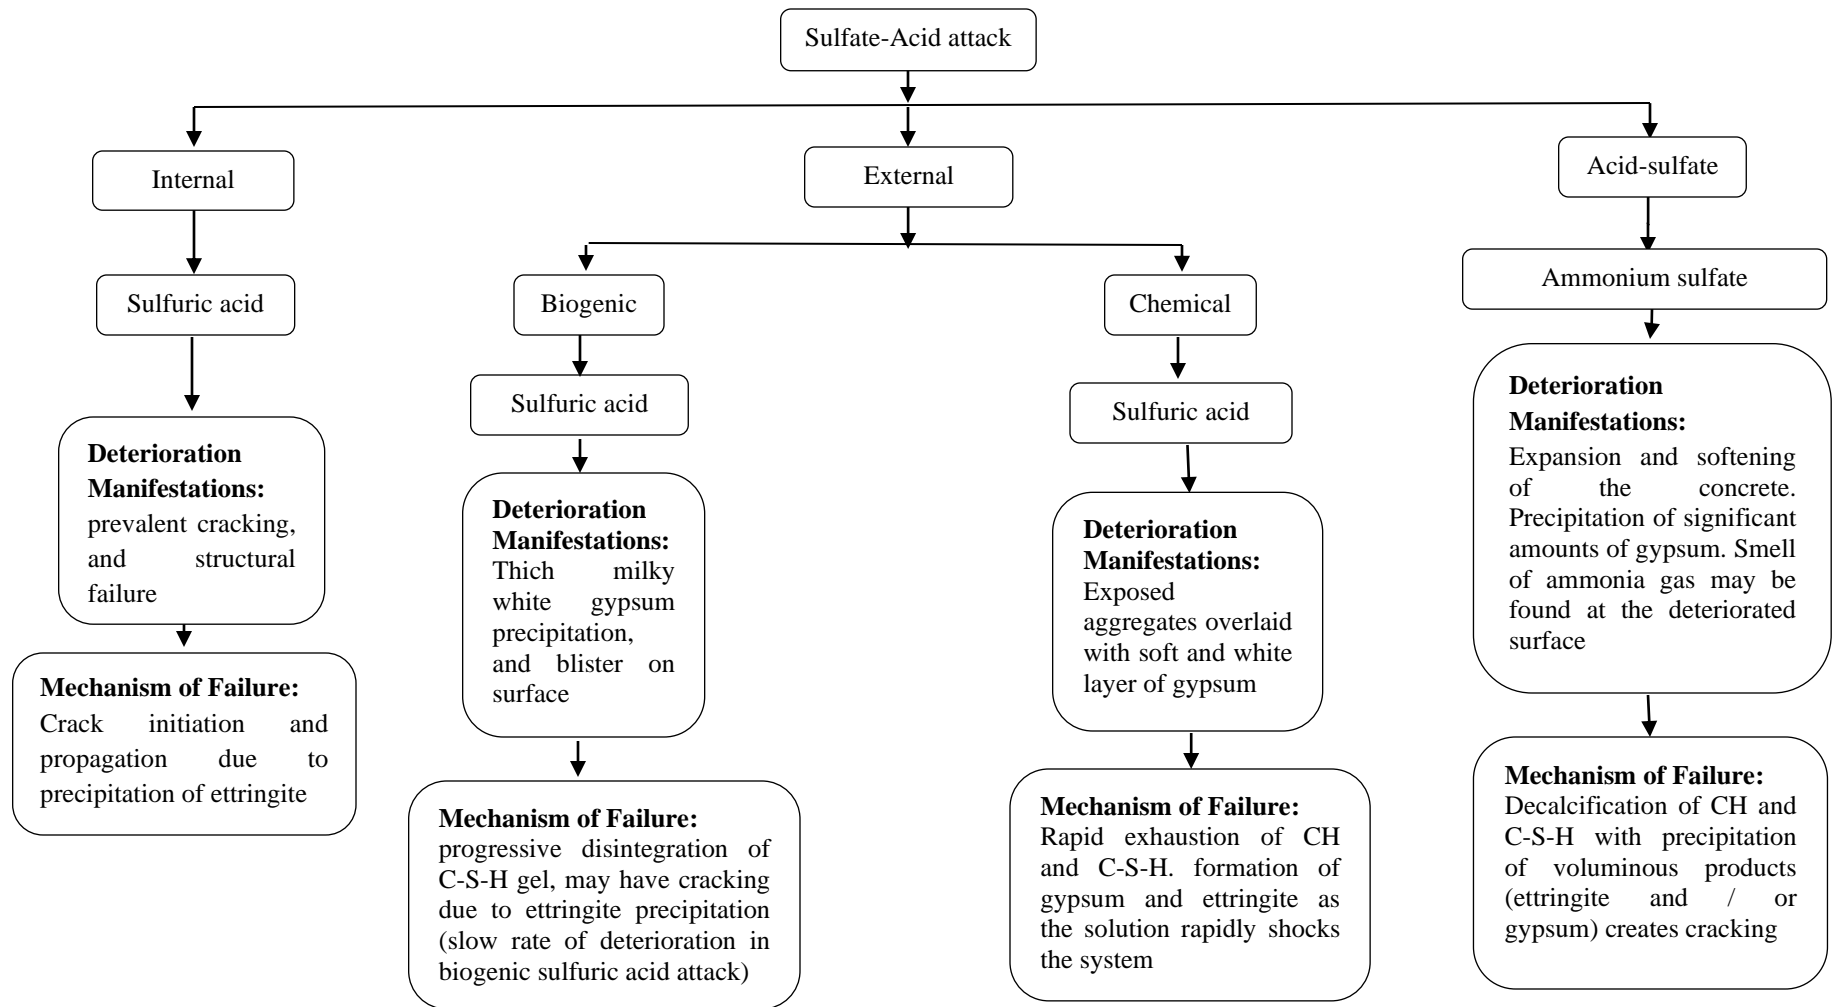 Sulfate-Acid attack
Internal
External
Acid-sulfate
Sulfuric acid
Biogenic
Chemical
Ammonium sulfate
Sulfuric acid
Sulfuric acid
Deterioration
Manifestations:
prevalent cracking,
and structural
failure
Mechanism of Failure:
Crack initiation and
propagation due to
precipitation of ettringite
Deterioration
Manifestations:
Thich milky
white gypsum
precipitation,
and blister on
surface
Mechanism of Failure:
progressive disintegration of
C-S-H gel, may have cracking
due to ettringite precipitation
(slow rate of deterioration in
biogenic sulfuric acid attack)
Deterioration
Manifestations:
Exposed
aggregates overlaid
with soft and white
layer of gypsum
Mechanism of Failure:
Rapid exhaustion of CH
and C-S-H. formation of
gypsum and ettringite as
the solution rapidly shocks
the system
Deterioration
Manifestations:
Expansion and softening
of the concrete.
Precipitation of significant
amounts of gypsum. Smell
of ammonia gas may be
found at the deteriorated
surface
Mechanism of Failure:
Decalcification of CH and
C-S-H with precipitation
of voluminous products
(ettringite and / or
gypsum) creates cracking